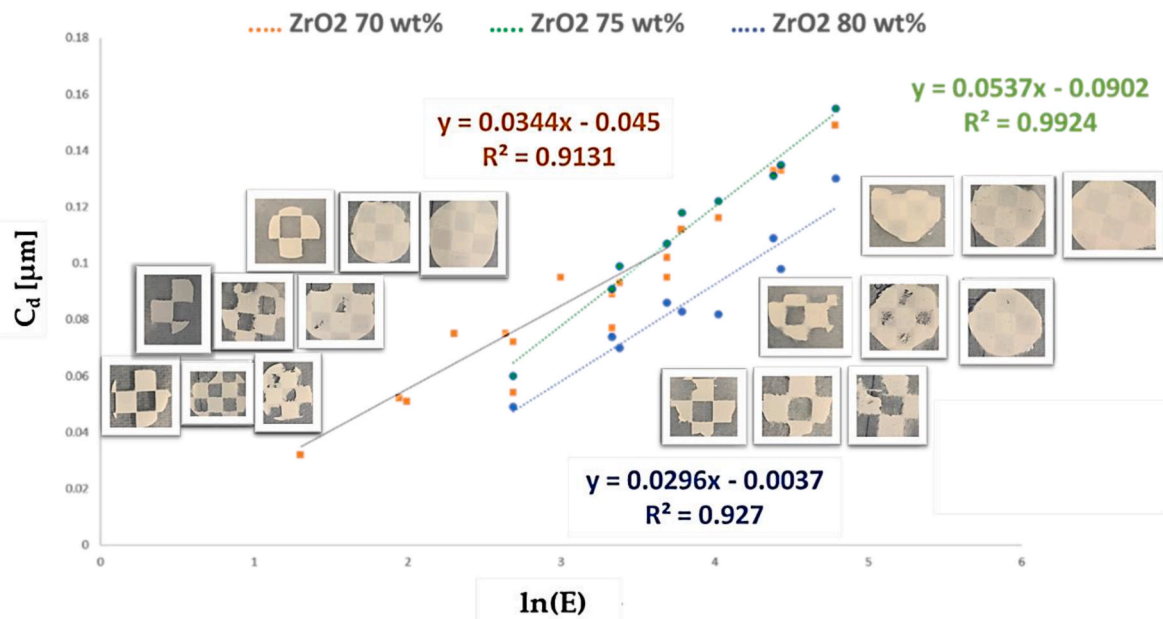 ZrO2 70 wt% ZrO2 75 wt% ZrO2 80 wt%
0.18
0.16
0.14
0.12
0.1
0.08
0.06
0.04
0.02
0
C_d [µm]
y = 0.0344x - 0.045
R² = 0.9131
y = 0.0537x - 0.0902
R² = 0.9924
y = 0.0296x - 0.0037
R² = 0.927
0 1 2 3 4 5 6
ln(E)